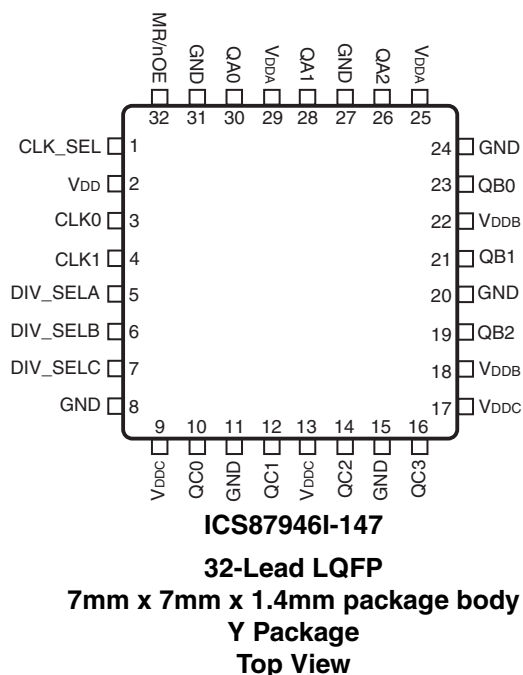 MR/nOE GND QA0 VDDA QA1 GND QA2 VDDA
32 31 30 29 28 27 26 25
CLK_SEL 1 24 GND
VDD 2 23 QB0
CLK0 3 22 VDDB
CLK1 4 21 QB1
DIV_SELA 5 20 GND
DIV_SELB 6 19 QB2
DIV_SELC 7 18 VDDB
GND 8 17 VDDC
9 10 11 12 13 14 15 16
VDDC QC0 GND QC1 VDDC QC2 GND QC3
ICS87946I-147
32-Lead LQFP
7mm x 7mm x 1.4mm package body
Y Package
Top View